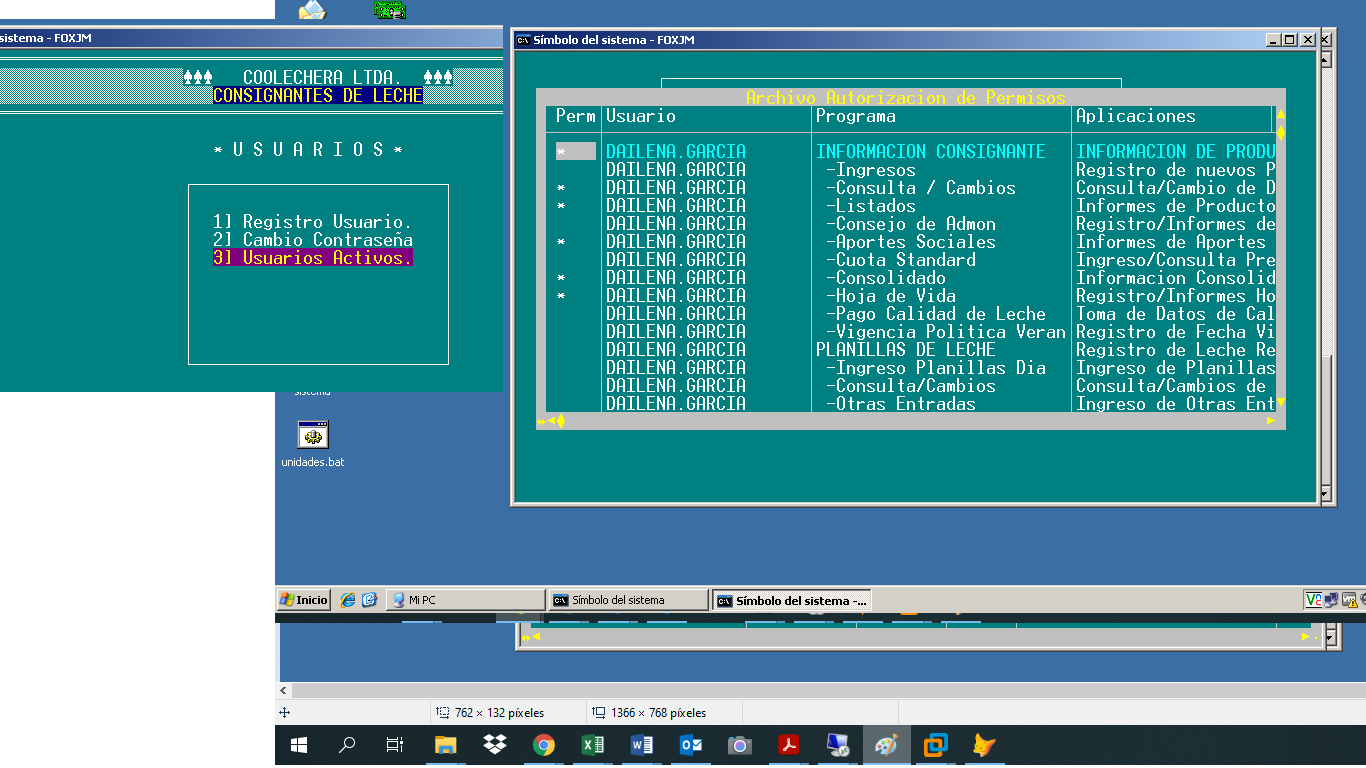 sistema - FOXJM
COOLECHERA LTDA.
CONSIGNANTES DE LECHE
* U S U A R I O S *
1] Registro Usuario.
2] Cambio Contraseña
3] Usuarios Activos.
sistema
unidades.bat
Símbolo del sistema - FOXJM
Archivo Autorizacion de Permisos
Perm Usuario Programa Aplicaciones
* DAILENA.GARCIA INFORMACION CONSIGNANTE INFORMACION DE PRODU
DAILENA.GARCIA -Ingresos Registro de nuevos P
* DAILENA.GARCIA -Consulta / Cambios Consulta/Cambio de D
* DAILENA.GARCIA -Listados Informes de Producto
DAILENA.GARCIA -Consejo de Admon Registro/Informes de
* DAILENA.GARCIA -Aportes Sociales Informes de Aportes
DAILENA.GARCIA -Cuota Standard Ingreso/Consulta Pre
* DAILENA.GARCIA -Consolidado Informacion Consolid
* DAILENA.GARCIA -Hoja de Vida Registro/Informes Ho
DAILENA.GARCIA -Pago Calidad de Leche Toma de Datos de Cal
DAILENA.GARCIA -Vigencia Politica Veran Registro de Fecha Vi
DAILENA.GARCIA PLANILLAS DE LECHE Registro de Leche Re
DAILENA.GARCIA -Ingreso Planillas Dia Ingreso de Planillas
DAILENA.GARCIA -Consulta/Cambios Consulta/Cambios de
DAILENA.GARCIA -Otras Entradas Ingreso de Otras Ent
Inicio Mi PC Símbolo del sistema Símbolo del sistema -...
762 × 132 píxeles 1366 × 768 píxeles